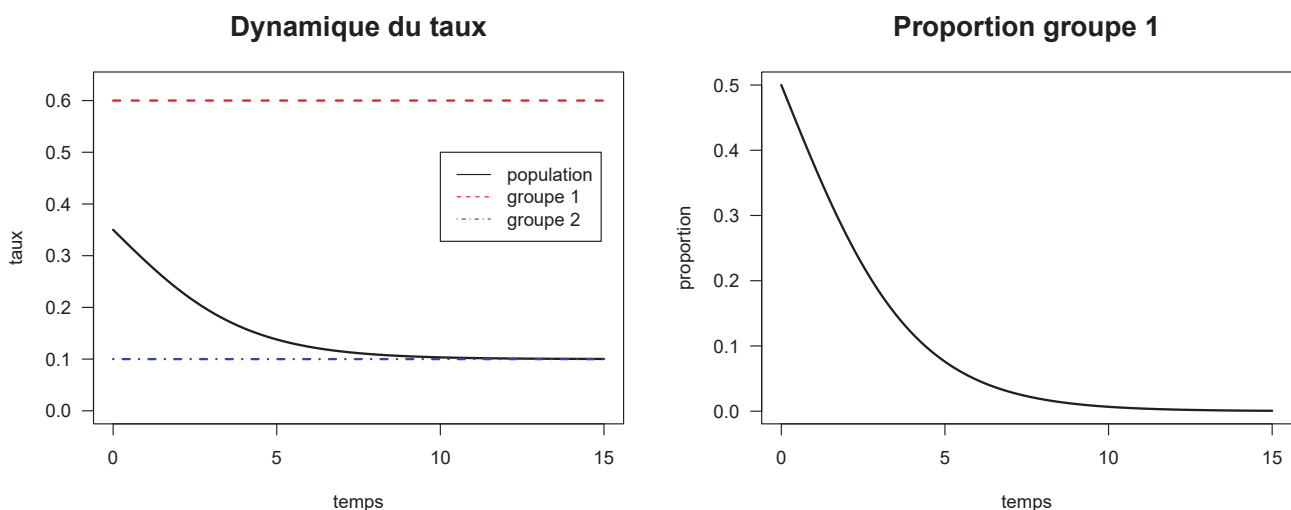 Dynamique du taux
taux
0.6
0.5
0.4
0.3
0.2
0.1
0.0
population
groupe 1
groupe 2
0 5 10 15
temps
Proportion groupe 1
proportion
0.5
0.4
0.3
0.2
0.1
0.0
0 5 10 15
temps